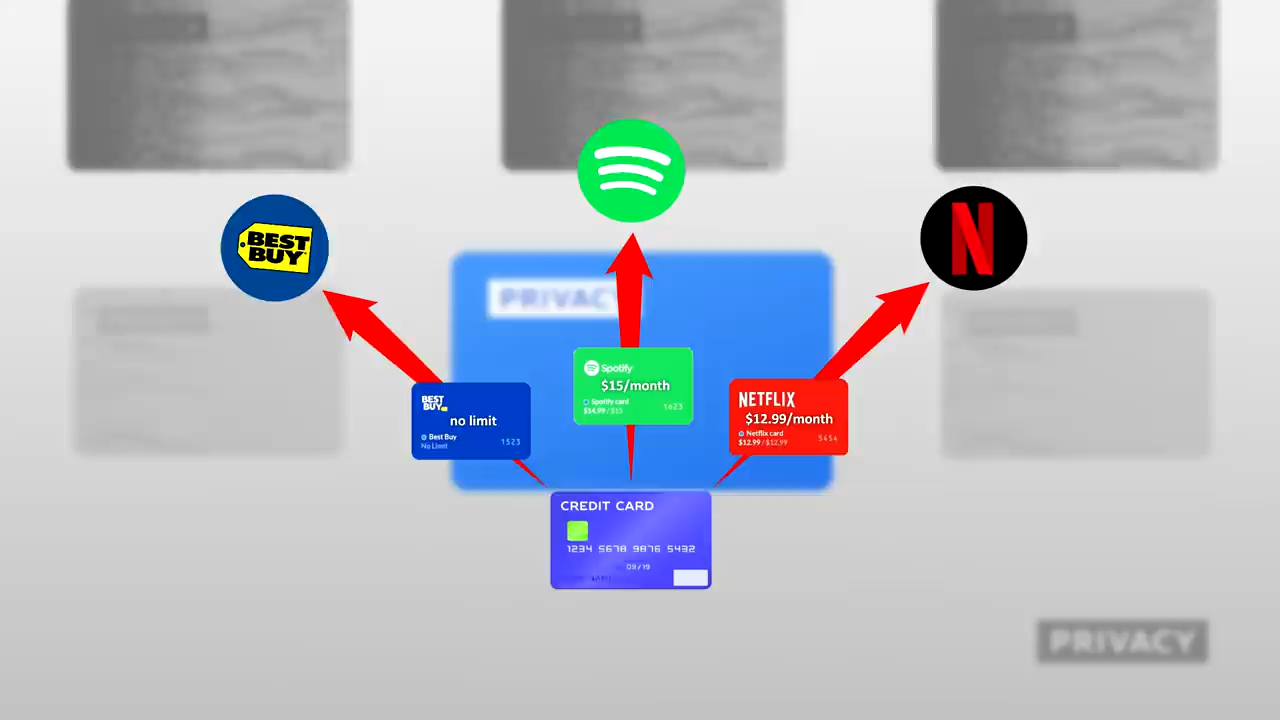 BEST
BUY
PRIVACY
Spotify
$15/month
Spotify card
$14.99 / $15
1623
BEST
BUY
no limit
Best Buy
No Limit
1523
NETFLIX
$12.99/month
Netflix card
$12.99 / $12.99
5454
CREDIT CARD
1234 5678 9876 5432
09/19
PRIVACY